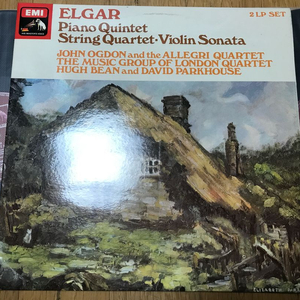 EMI
ELGAR
2 LP SET
Piano Quintet
String Quartet·Violin Sonata
JOHN OGDON and the ALLEGRI QUARTET
THE MUSIC GROUP OF LONDON QUARTET
HUGH BEAN and DAVID PARKHOUSE